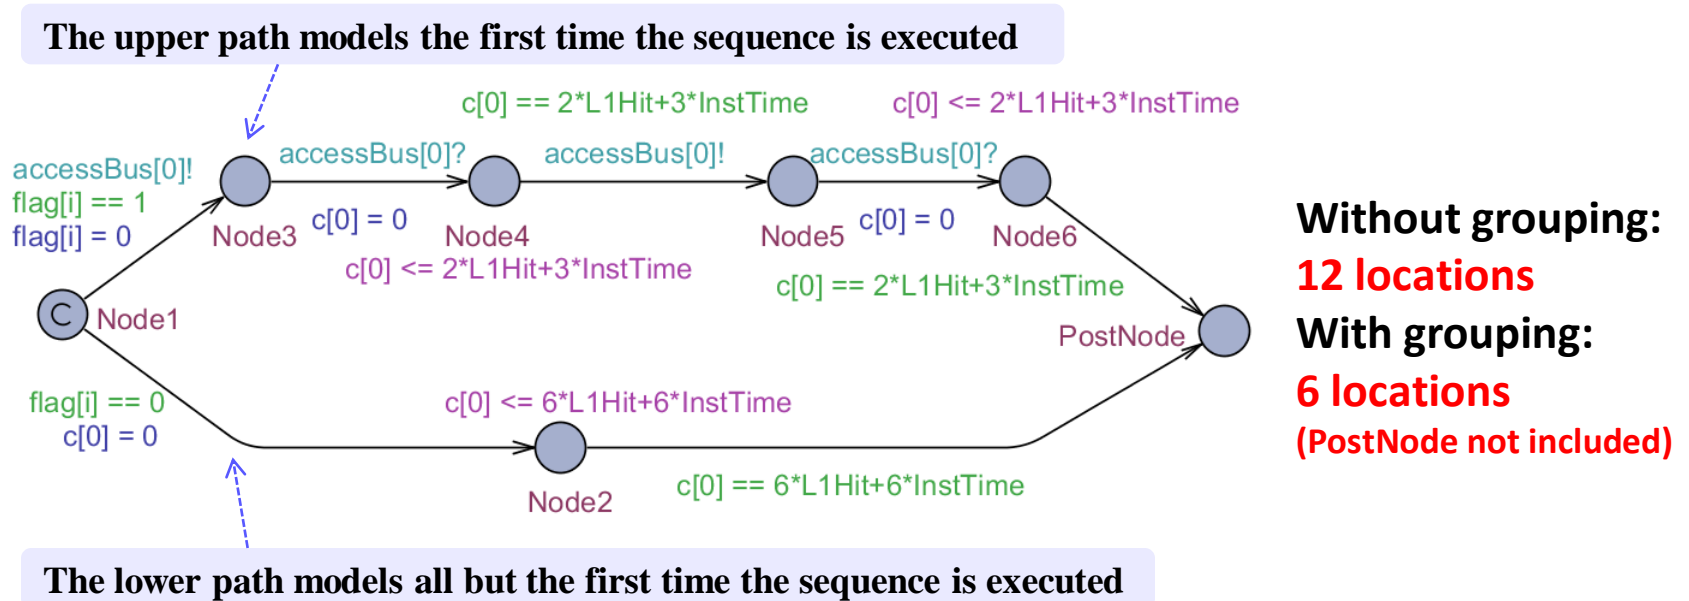 The upper path models the first time the sequence is executed
c[0] == 2*L1Hit+3*InstTime
c[0] <= 2*L1Hit+3*InstTime
accessBus[0]!
flag[i] == 1
flag[i] = 0
accessBus[0]?
accessBus[0]!
accessBus[0]?
Node3
c[0] = 0
Node4
Node5
c[0] = 0
Node6
c[0] <= 2*L1Hit+3*InstTime
c[0] == 2*L1Hit+3*InstTime
C
Node1
PostNode
flag[i] == 0
c[0] = 0
c[0] <= 6*L1Hit+6*InstTime
Node2
c[0] == 6*L1Hit+6*InstTime
The lower path models all but the first time the sequence is executed
Without grouping:
12 locations
With grouping:
6 locations
(PostNode not included)